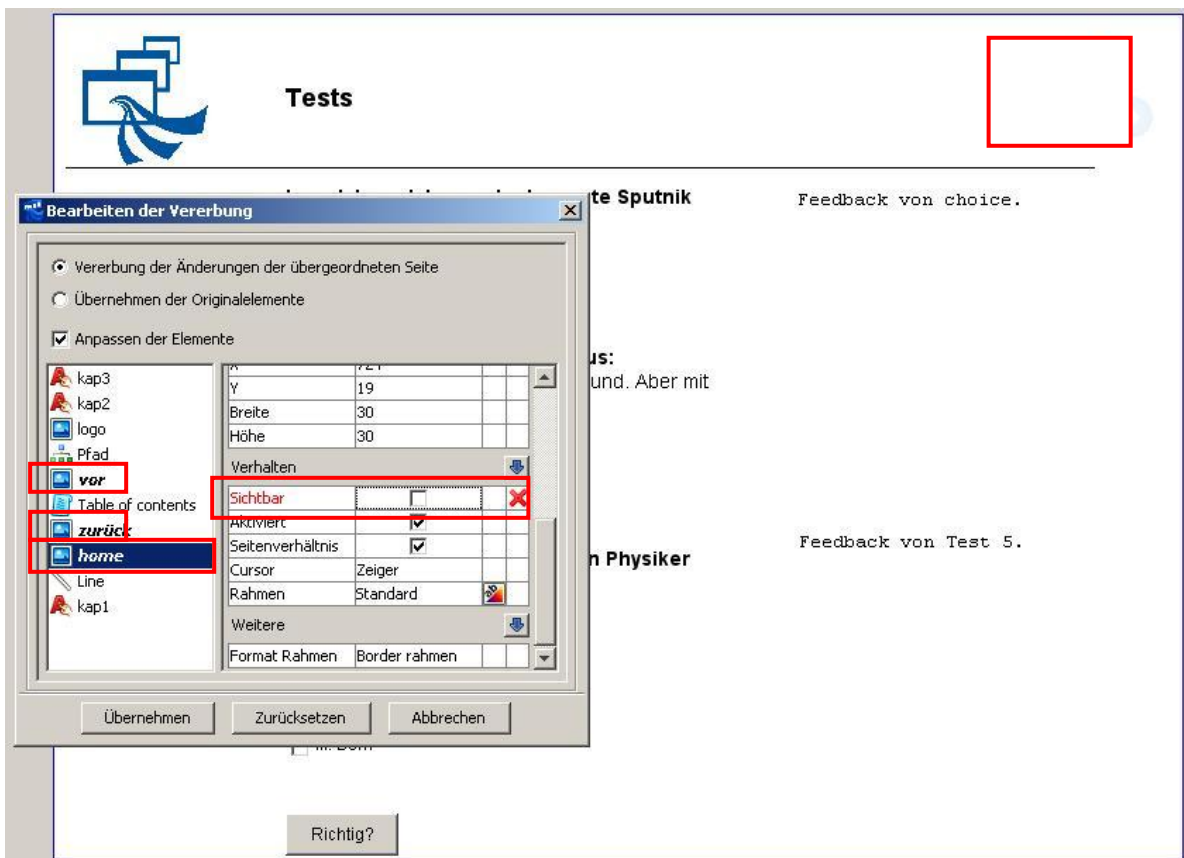 Tests
te Sputnik
Feedback von choice.
Bearbeiten der Vererbung
Vererbung der Änderungen der übergeordneten Seite
Übernehmen der Originalelemente
Anpassen der Elemente
us:
und. Aber mit
kap3
kap2
logo
Pfad
vor
Table of contents
zurück
home
Line
kap1
Y 19
Breite 30
Höhe 30
Verhalten
Sichtbar
Aktiviert
Seitenverhältnis
Cursor Zeiger
Rahmen Standard
Weitere
Format Rahmen Border rahmen
Feedback von Test 5.
n Physiker
Übernehmen Zurücksetzen Abbrechen
Richtig?